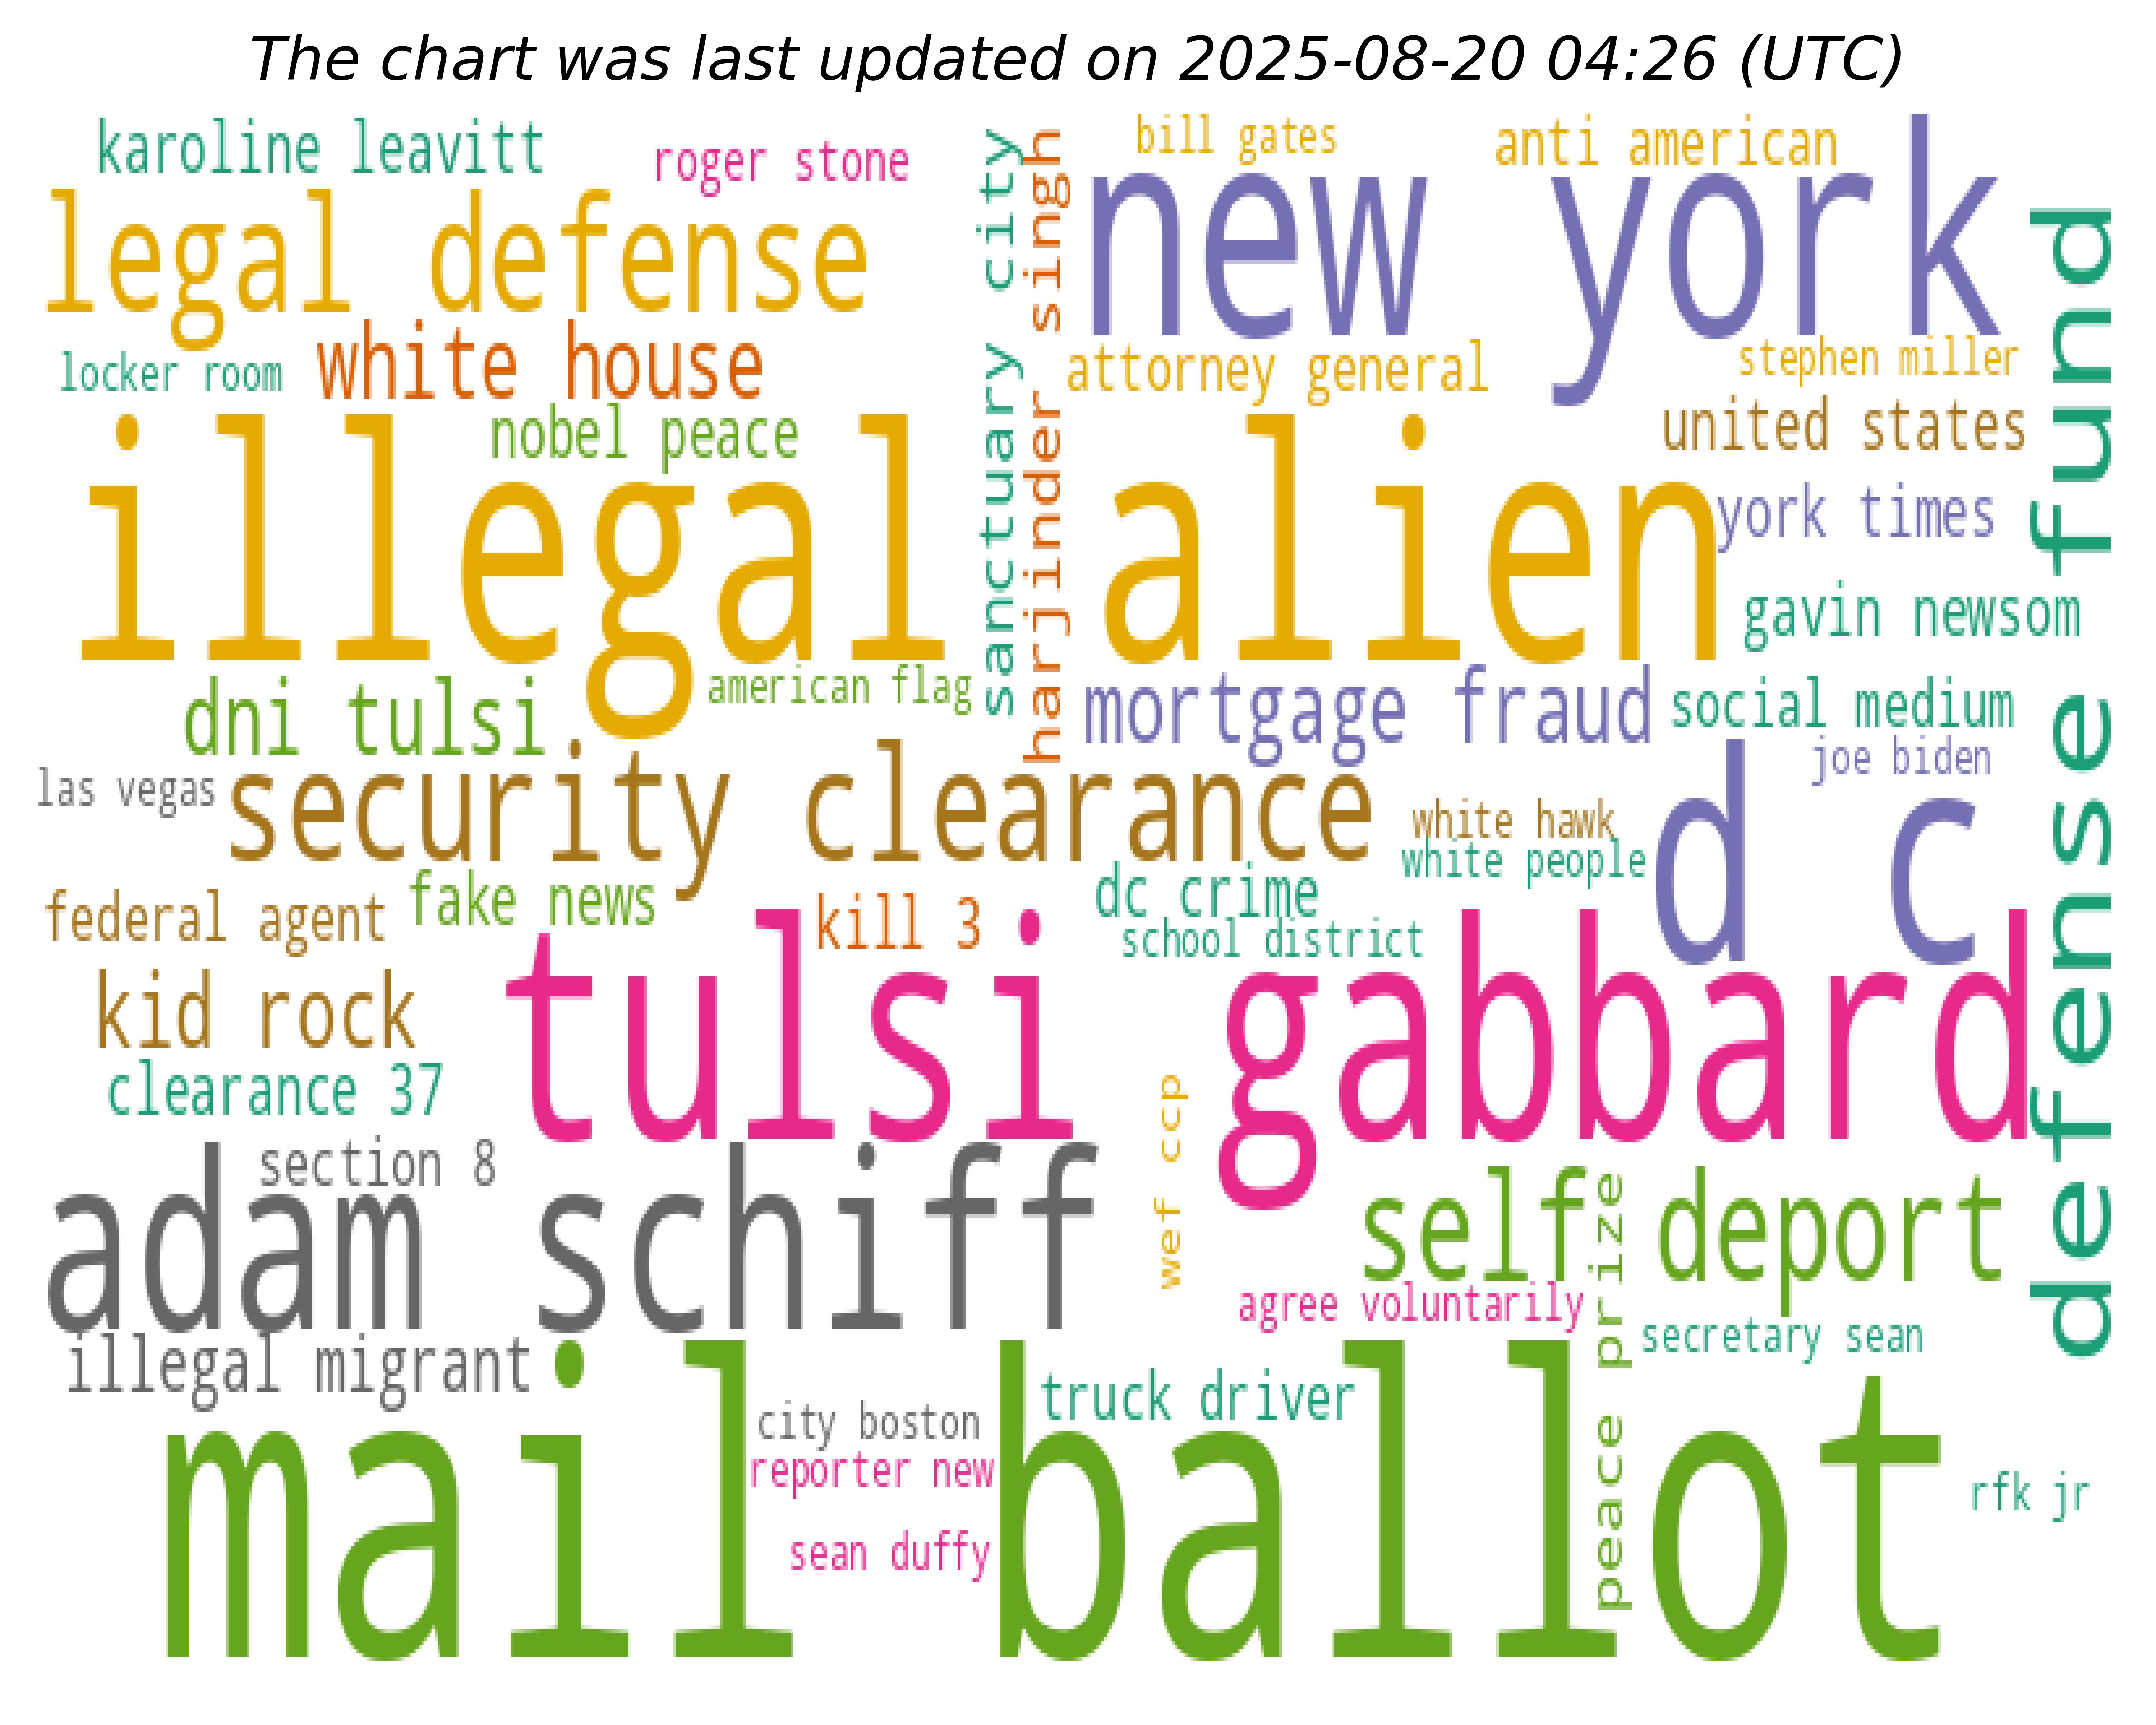 The chart was last updated on 2025-08-20 04:26 (UTC)
karoline leavitt
roger stone
bill gates
anti american
legal defense
sanctuary city
harjinder singh
new york
defense fund
locker room
white house
attorney general
stephen miller
nobel peace
united states
illegal alien
york times
gavin newsom
dni tulsi
american flag
mortgage fraud
social medium
las vegas
security clearance
joe biden
white hawk
white people
d c
federal agent
fake news
kill 3
dc crime
school district
kid rock
tulsi gabbard
clearance 37
wef ccp
section 8
adam schiff
self deport
peace prize
agree voluntarily
secretary sean
illegal migrant
mail ballot
truck driver
city boston
reporter new
rfk jr
sean duffy